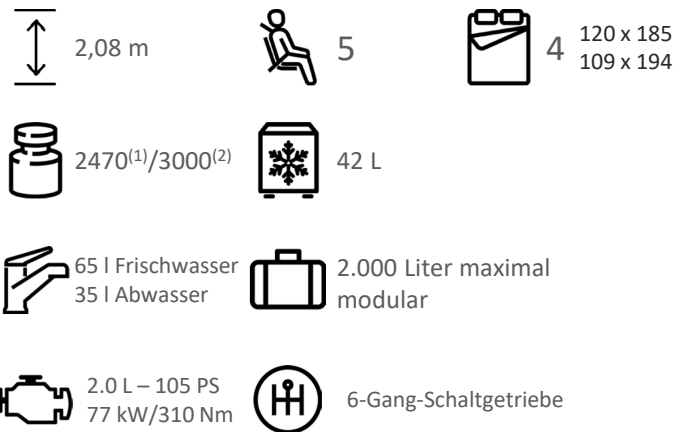 2,08 m
5
4
120 x 185
109 x 194
2470(1)/3000(2)
42 L
65 l Frischwasser
35 l Abwasser
2.000 Liter maximal
modular
2.0 L – 105 PS
77 kW/310 Nm
6-Gang-Schaltgetriebe